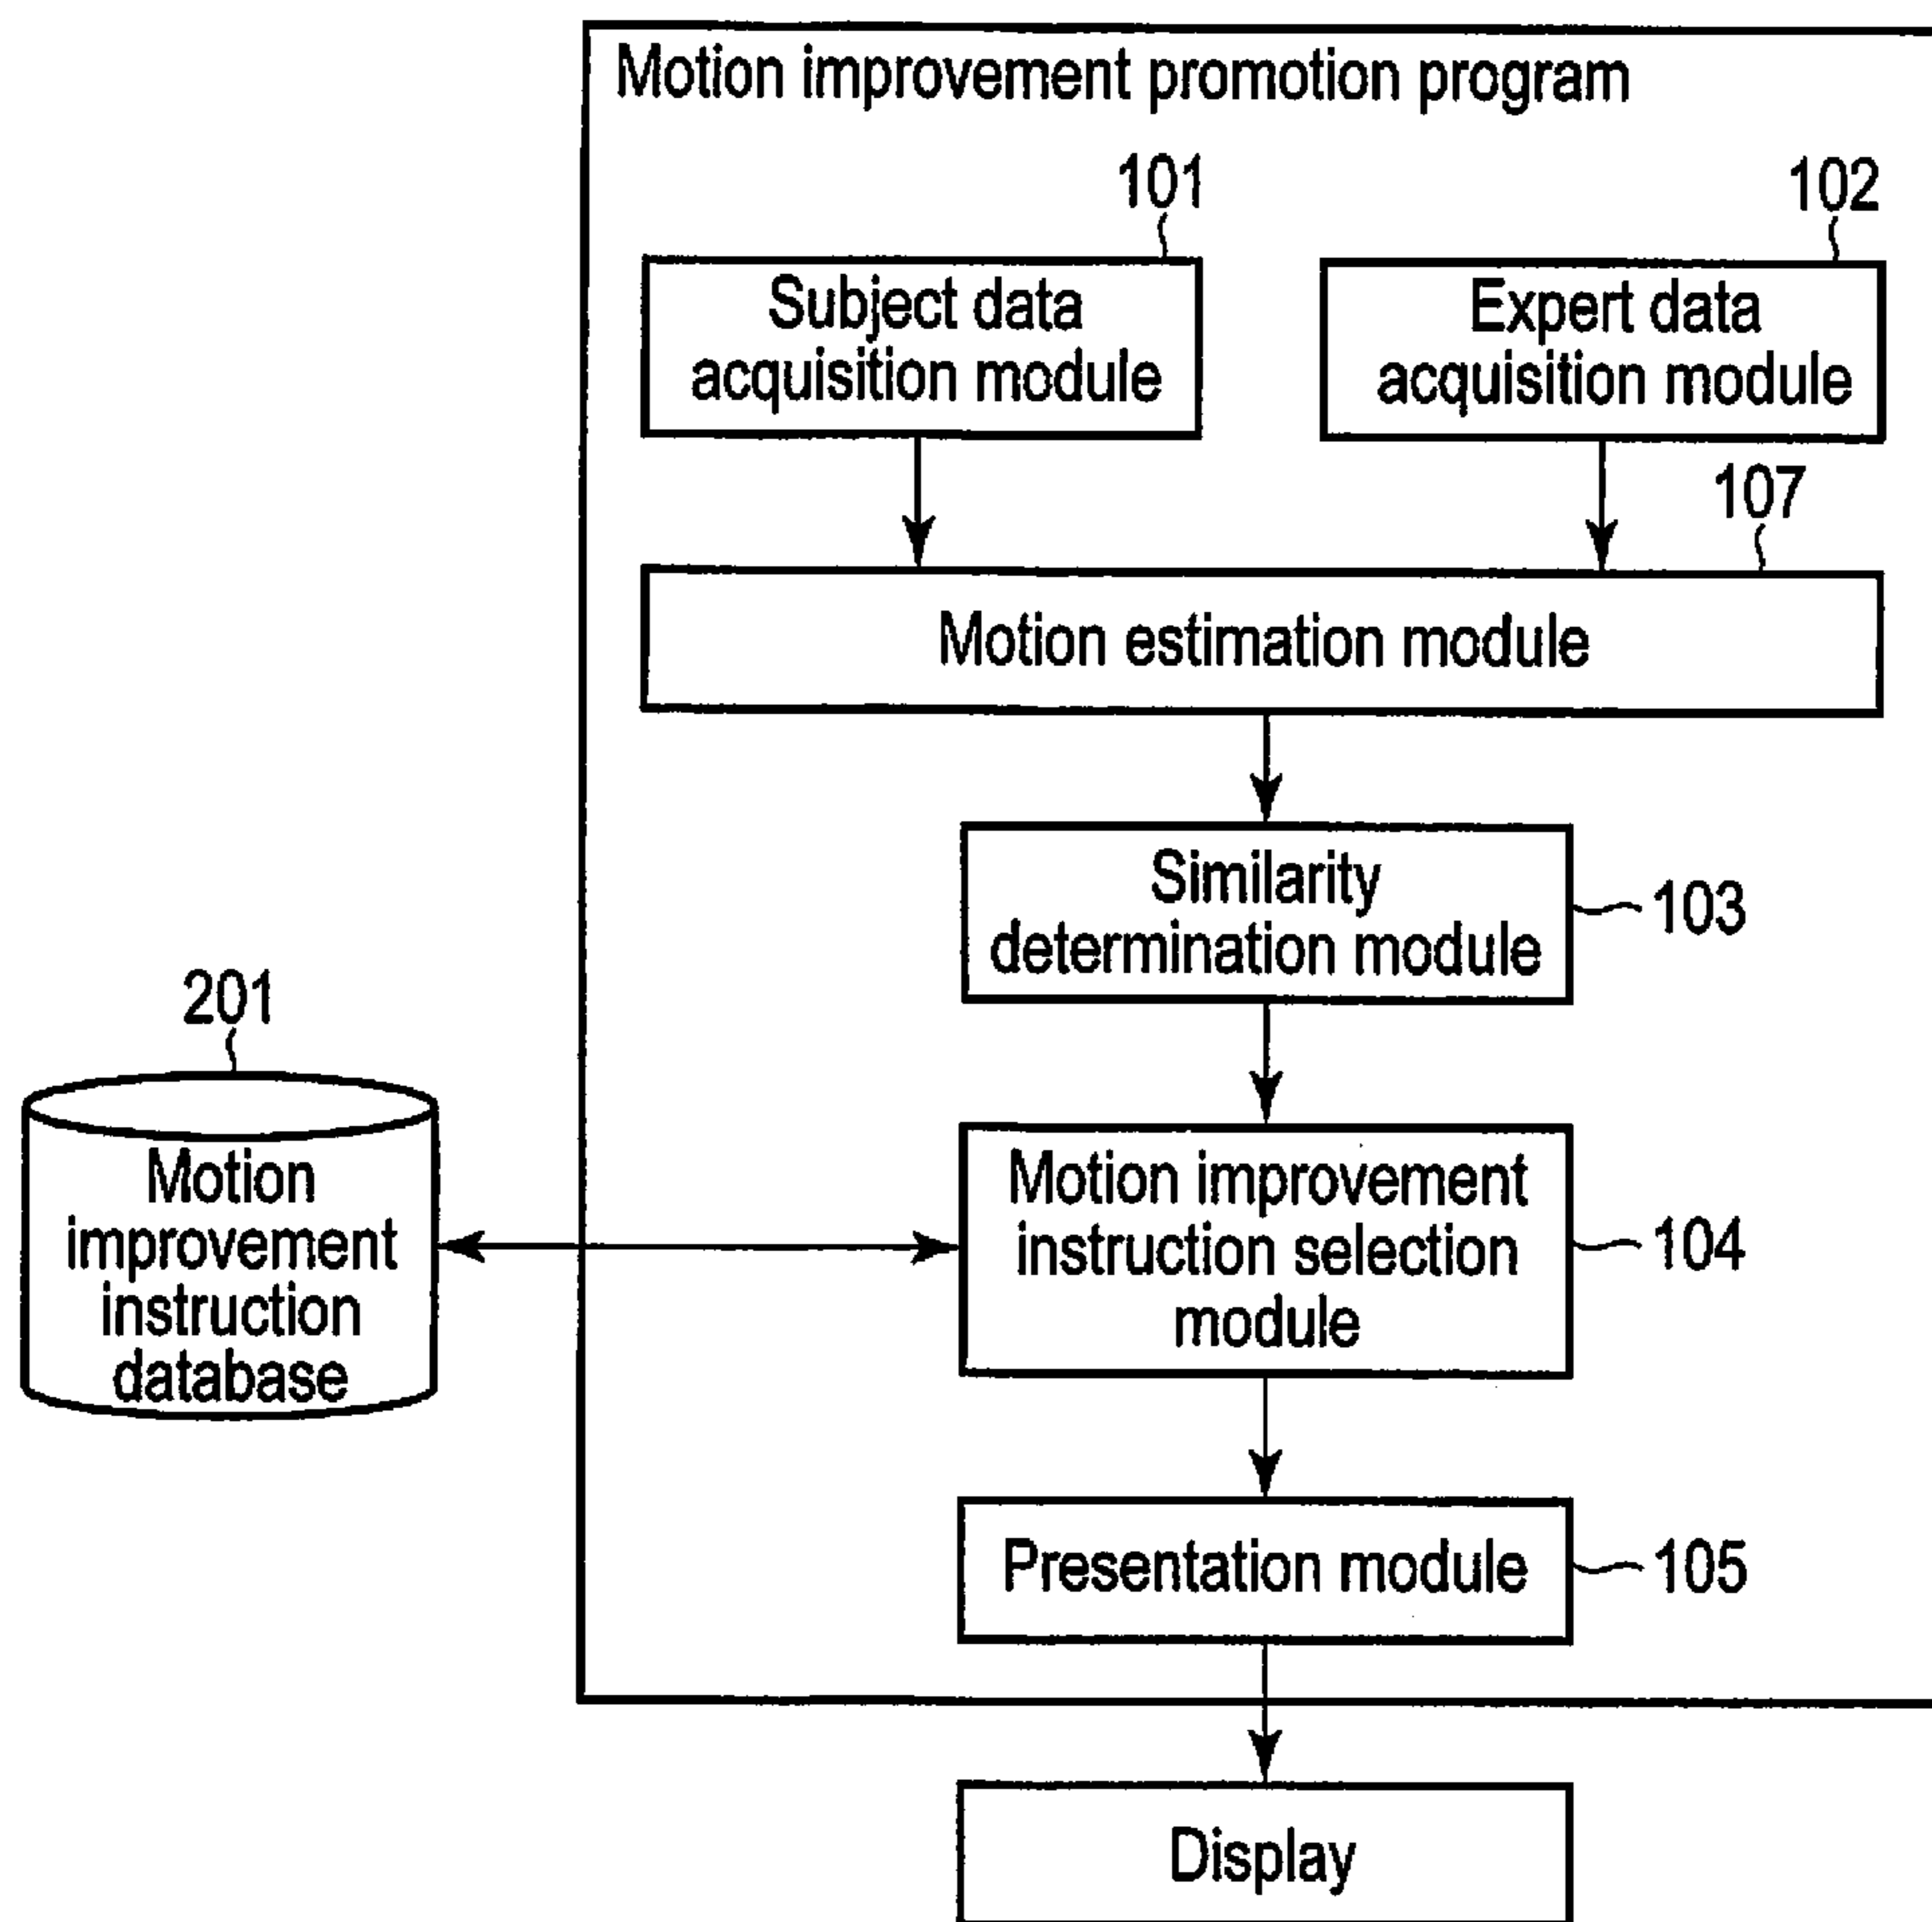 Motion improvement promotion program
101
102
Subject data
acquisition module
Expert data
acquisition module
107
Motion estimation module
Similarity
determination module
103
201
Motion
improvement
instruction
database
Motion improvement
instruction selection
module
104
Presentation module
105
Display